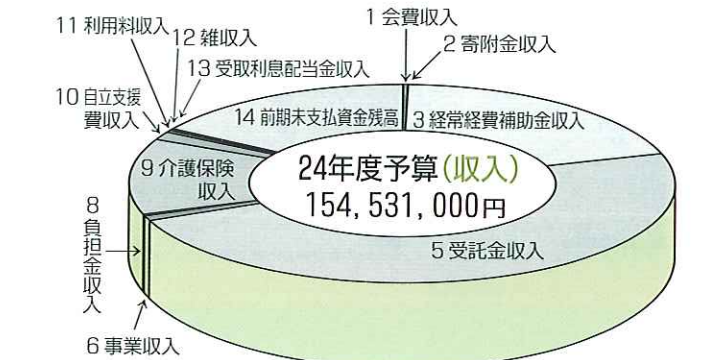 1 会費収入
2 寄附金収入
3 経常経費補助金収入
5 受託金収入
6 事業収入
8 負担金収入
9 介護保険
収入
10 自立支援
費収入
11 利用料収入
12 雑収入
13 受取利息配当金収入
14 前期末支払資金残高
24年度予算(収入)
154,531,000円